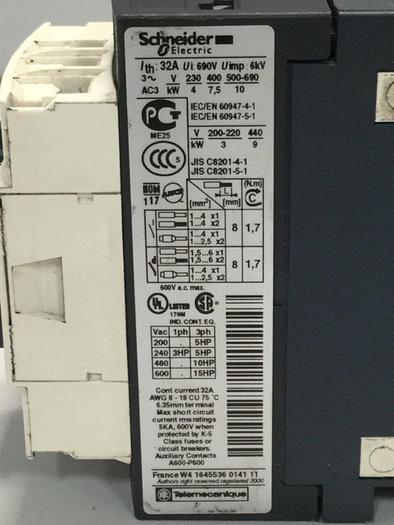 Schneider
Electric
Ith: 32A Ui: 690V Uimp: 6kV
3~ V 230 400 500-690
AC3 kW 4 7,5 10
IEC/EN 60947-4-1
IEC/EN 60947-5-1
ME25
V 200-220 440
kW 3 9
CCC S
JIS C8201-4-1
JIS C8201-5-1
(N.m)
117
L
[mm²] [mm] C
1...4 x1
1...4 x2
1...4 x1
1...2,5 x2
8 1,7
1,5...6 x1
1,5...6 x2
1...4 x1
1...2,5 x2
8 1,7
600V a.c. max.
UL LISTED
179M
IND. CONT. EQ.
Vac 1ph 3ph
200 . 5HP
240 3HP 5HP
480 . 10HP
600 . 15HP
Cont current 32A
AWG 8 - 18 CU 75 °C
6.35mm terminal
Max short circuit
current rms ratings
5KA, 600V when
protected by K-5
Class fuses or
circuit breakers.
Auxiliary Contacts
A600-P600
France W4 1645536 0141 11
Authors right reserved registered 2000
Telemecanique